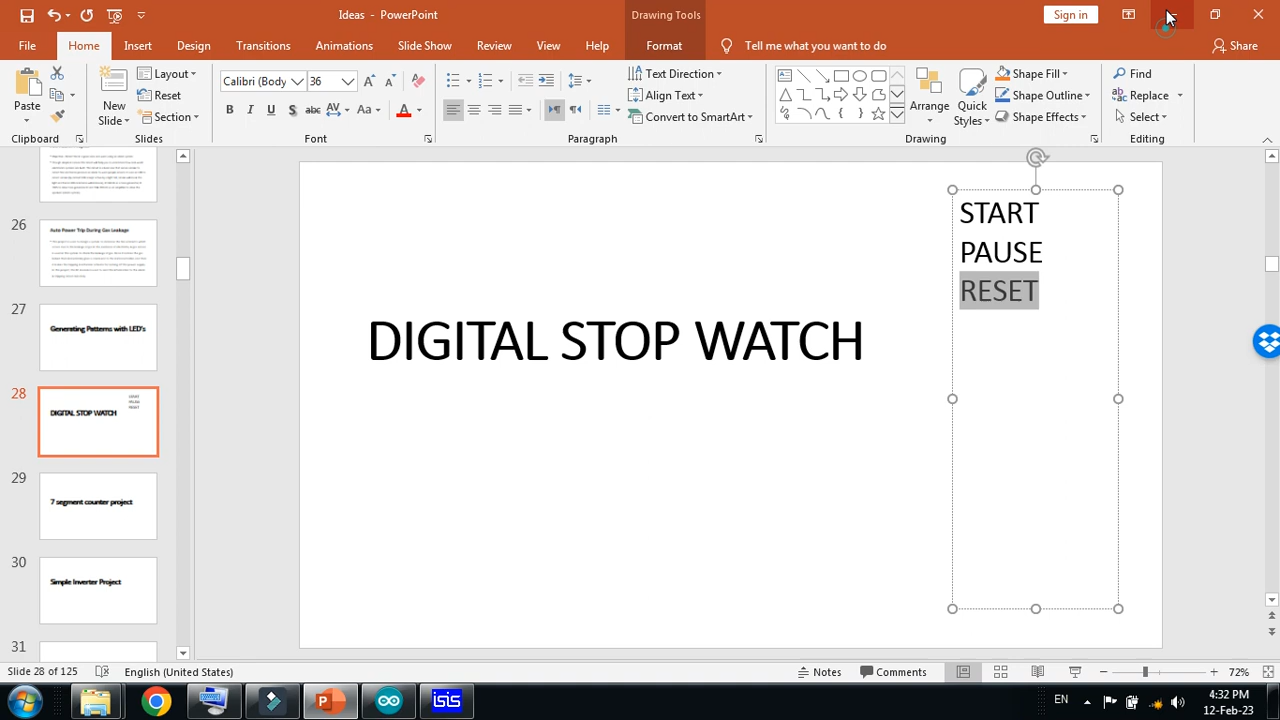 Ideas - PowerPoint
Drawing Tools
Sign in
File
Home
Insert
Design
Transitions
Animations
Slide Show
Review
View
Help
Format
Tell me what you want to do
Share
Paste
Clipboard
New
Slide
Layout
Reset
Section
Slides
Calibri (Body
36
B
I
U
S
abc
AV
Aa
A
Font
Text Direction
Align Text
Convert to SmartArt
Paragraph
Arrange
Quick
Styles
Shape Fill
Shape Outline
Shape Effects
Drawing
Find
Replace
Select
Editing
26
Auto Power Trip During Gas Leakage
27
Generating Patterns with LED's
28
DIGITAL STOP WATCH
START
PAUSE
RESET
29
7 segment counter project
30
Simple Inverter Project
31
DIGITAL STOP WATCH
START
PAUSE
RESET
Slide 28 of 125
English (United States)
Notes
Comments
72%
isis
EN
4:32 PM
12-Feb-23